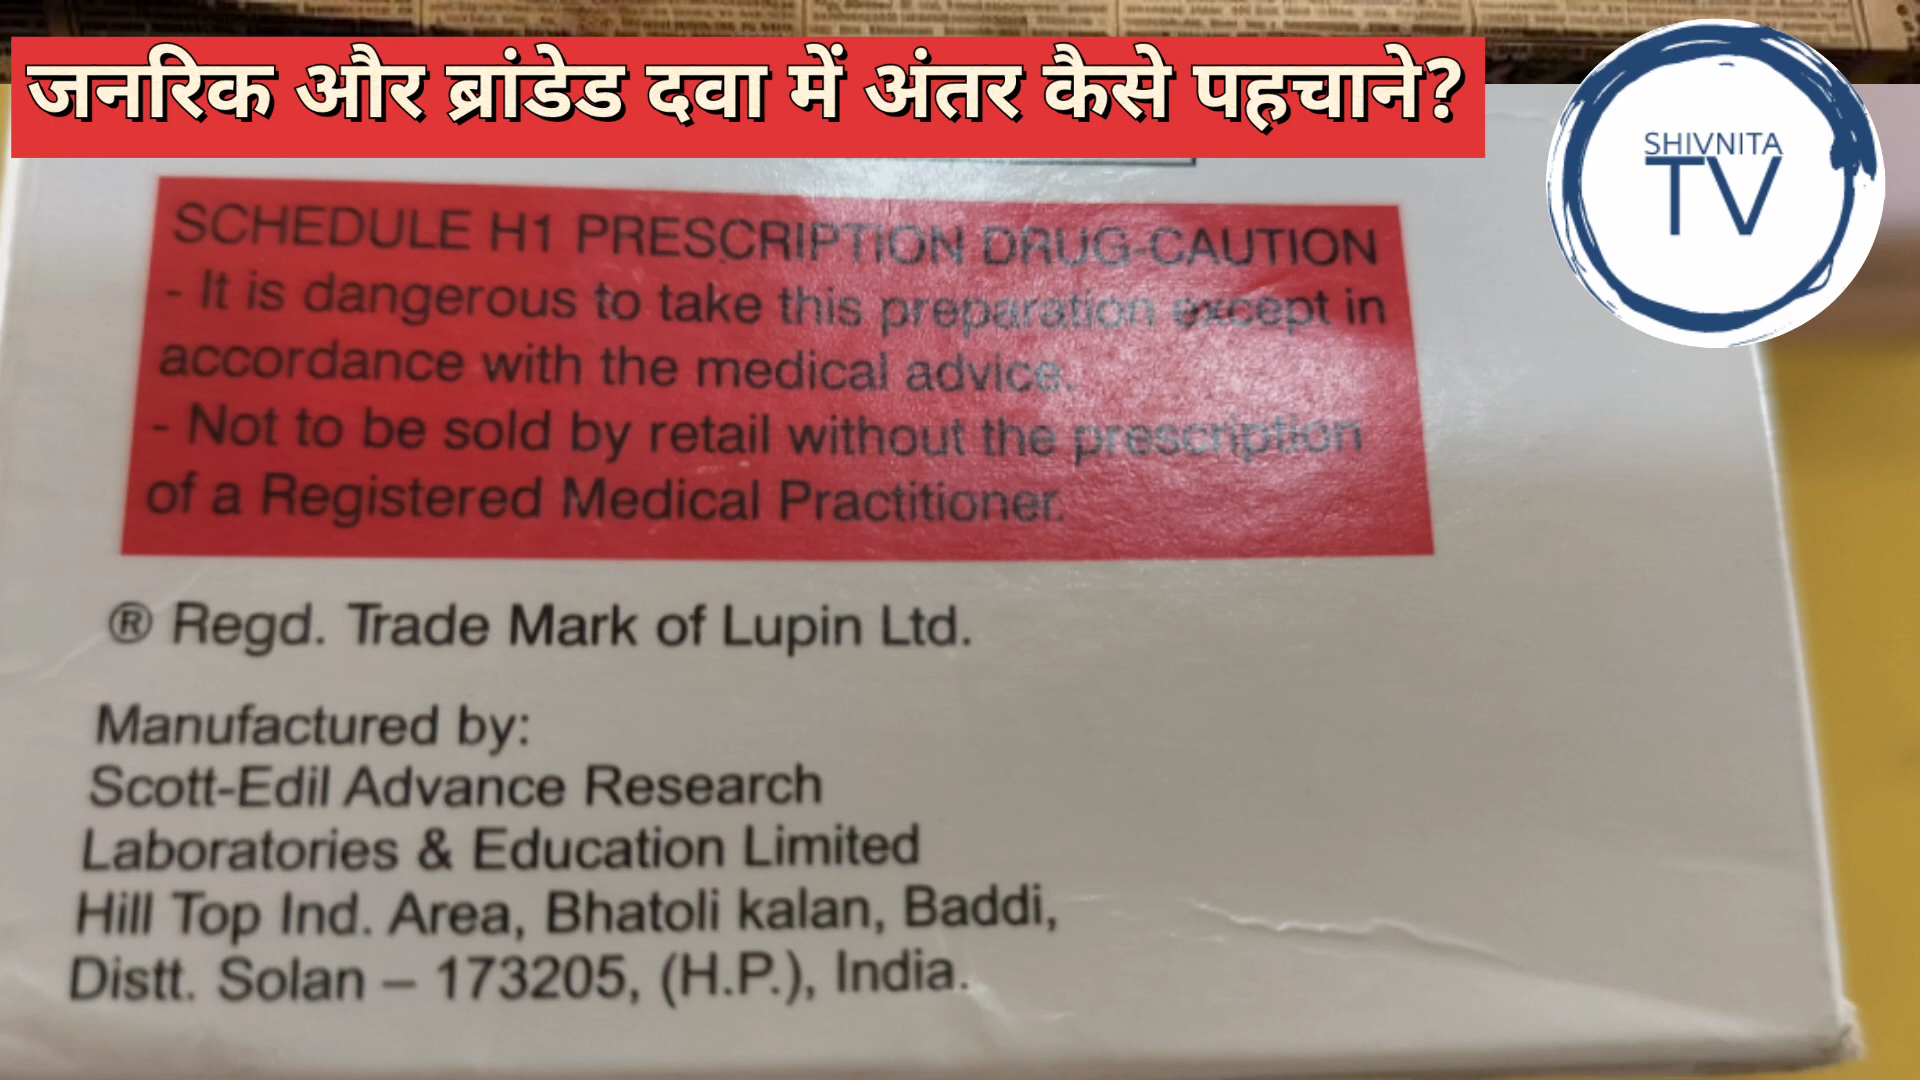 जनरिक और ब्रांडेड दवा में अंतर कैसे पहचाने?
SHIVNITA
TV
SCHEDULE H1 PRESCRIPTION DRUG-CAUTION
- It is dangerous to take this preparation except in
accordance with the medical advice.
- Not to be sold by retail without the prescription
of a Registered Medical Practitioner.
® Regd. Trade Mark of Lupin Ltd.
Manufactured by:
Scott-Edil Advance Research
Laboratories & Education Limited
Hill Top Ind. Area, Bhatoli kalan, Baddi,
Distt. Solan – 173205, (H.P.), India.